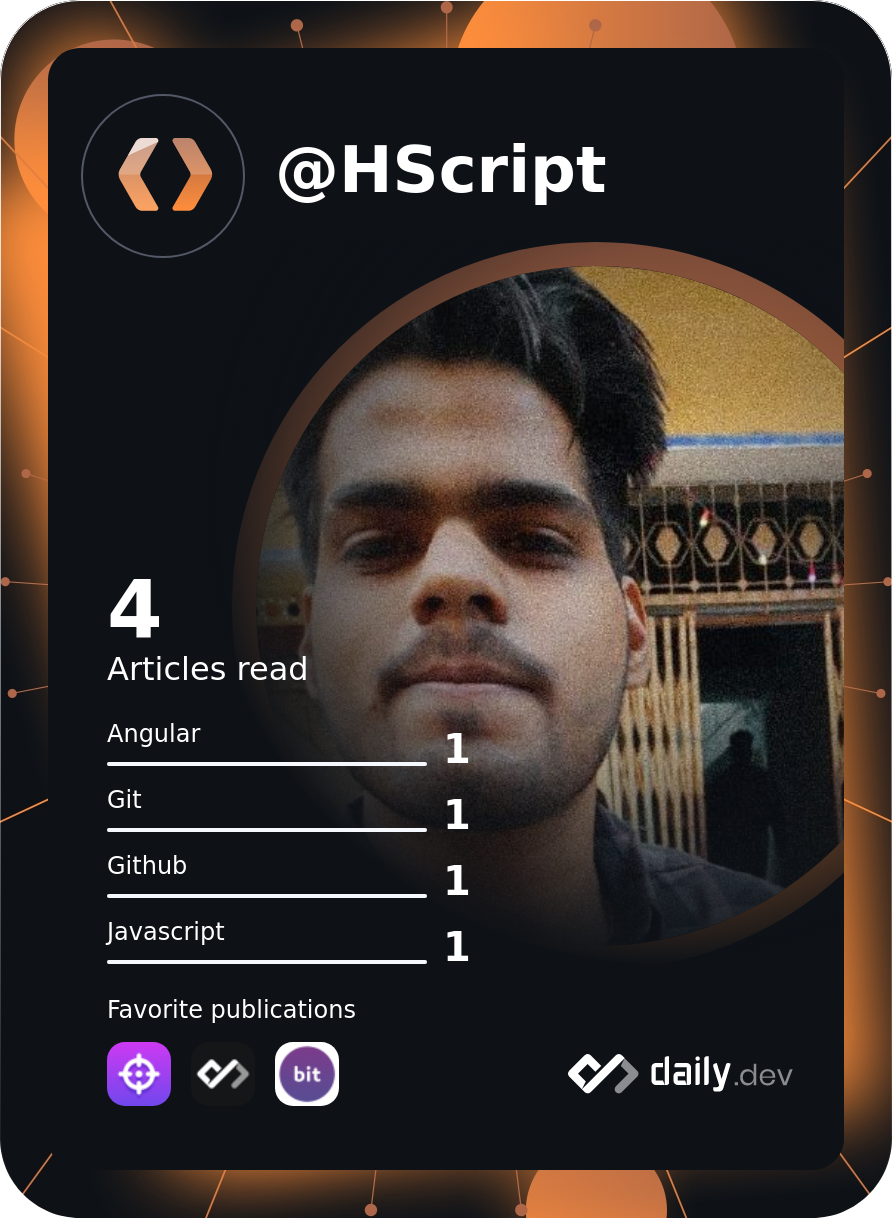 @HScript
4
Articles read
Angular
1
Git
1
Github
1
Javascript
1
Favorite publications
bit
daily.dev